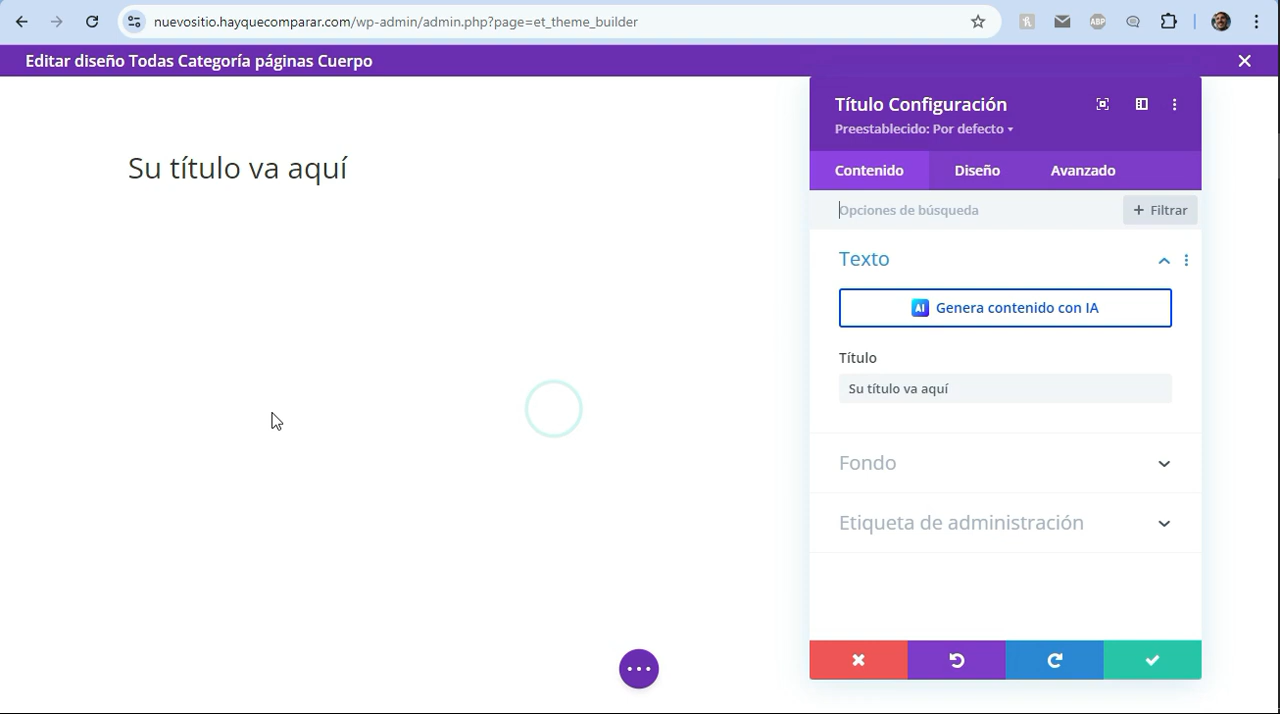 nuevositio.hayquecomparar.com/wp-admin/admin.php?page=et_theme_builder
ABP
Editar diseño Todas Categoría páginas Cuerpo
Título Configuración
Preestablecido: Por defecto
Contenido
Diseño
Avanzado
Su título va aquí
Opciones de búsqueda
+ Filtrar
Texto
AI Genera contenido con IA
Título
Su título va aquí
Fondo
Etiqueta de administración